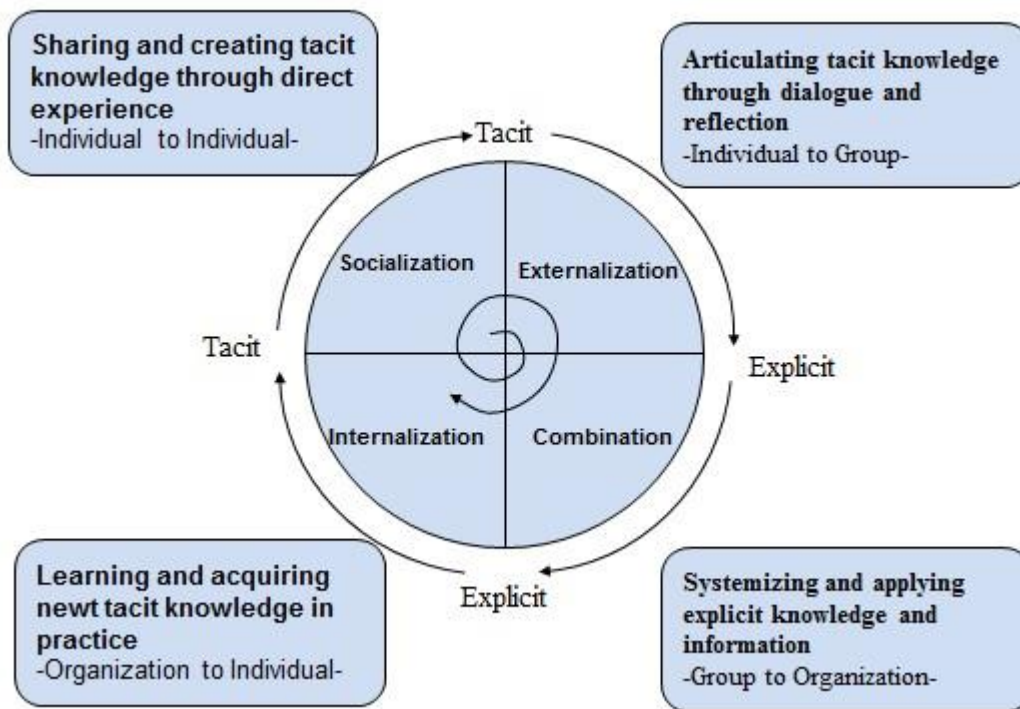 Sharing and creating tacit
knowledge through direct
experience
-Individual to Individual-
Articulating tacit knowledge
through dialogue and
reflection
-Individual to Group-
Tacit
Socialization
Externalization
Tacit
Explicit
Internalization
Combination
Explicit
Learning and acquiring
newt tacit knowledge in
practice
-Organization to Individual-
Systemizing and applying
explicit knowledge and
information
-Group to Organization-